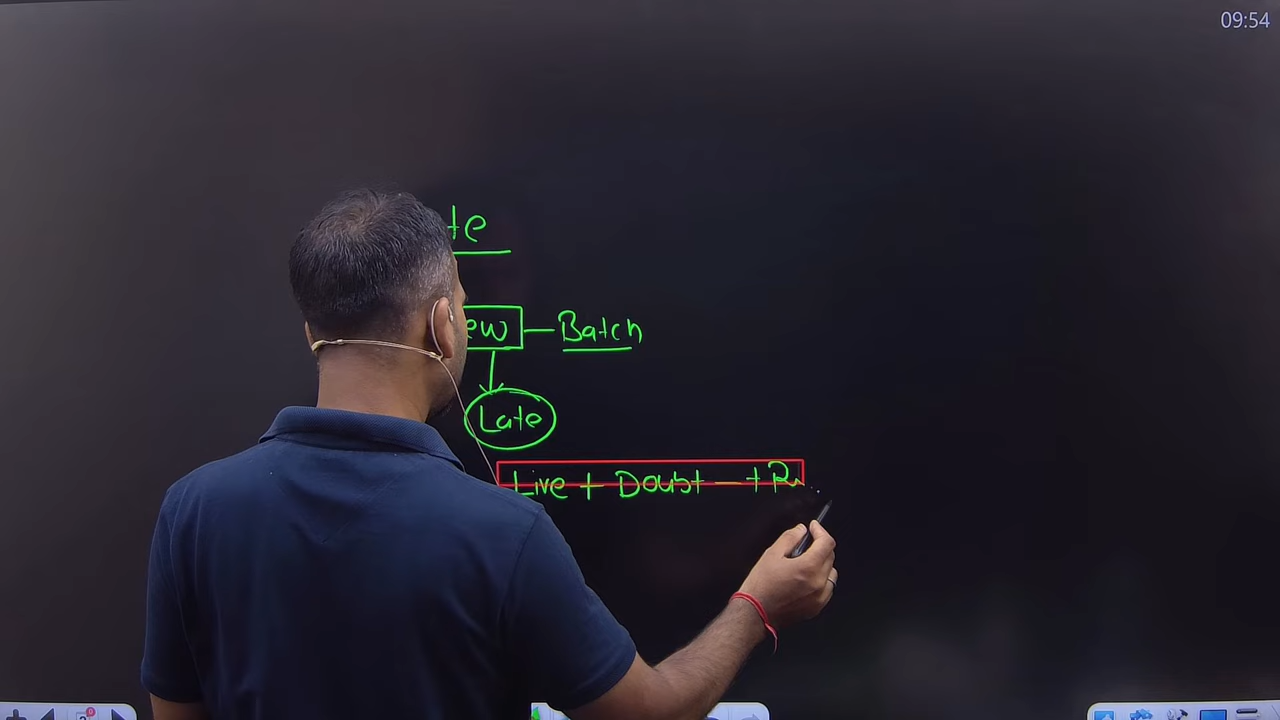 09:54
te
ew — Batch
Late
Live + Doubt — +